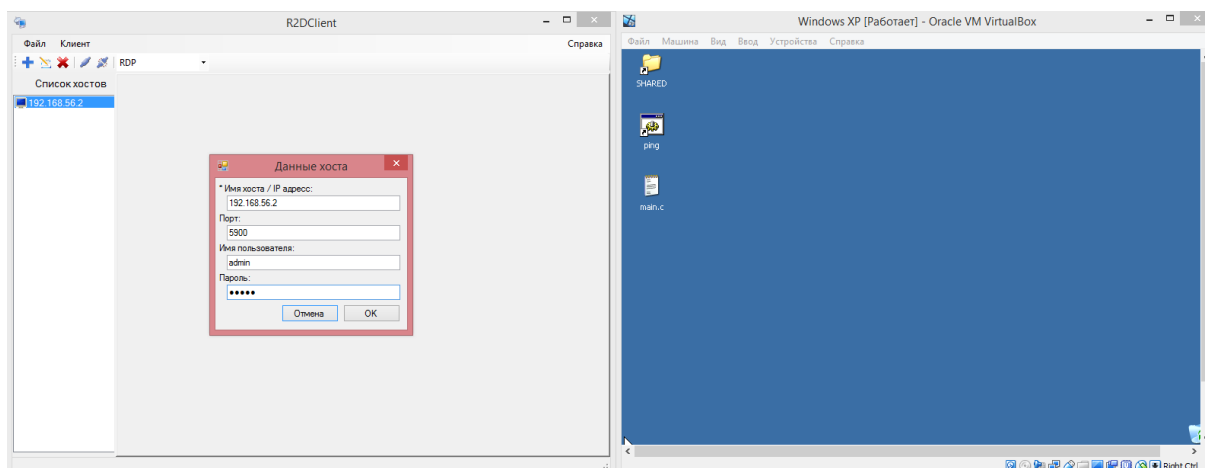 R2DClient
Файл Клиент Справка
RDP
Список хостов
192.168.56.2
Данные хоста
* Имя хоста / IP адресс:
192.168.56.2
Порт:
5900
Имя пользователя:
admin
Пароль:
•••••
Отмена OK
Windows XP [Работает] - Oracle VM VirtualBox
Файл Машина Вид Ввод Устройства Справка
SHARED
ping
main.c
Right Ctrl